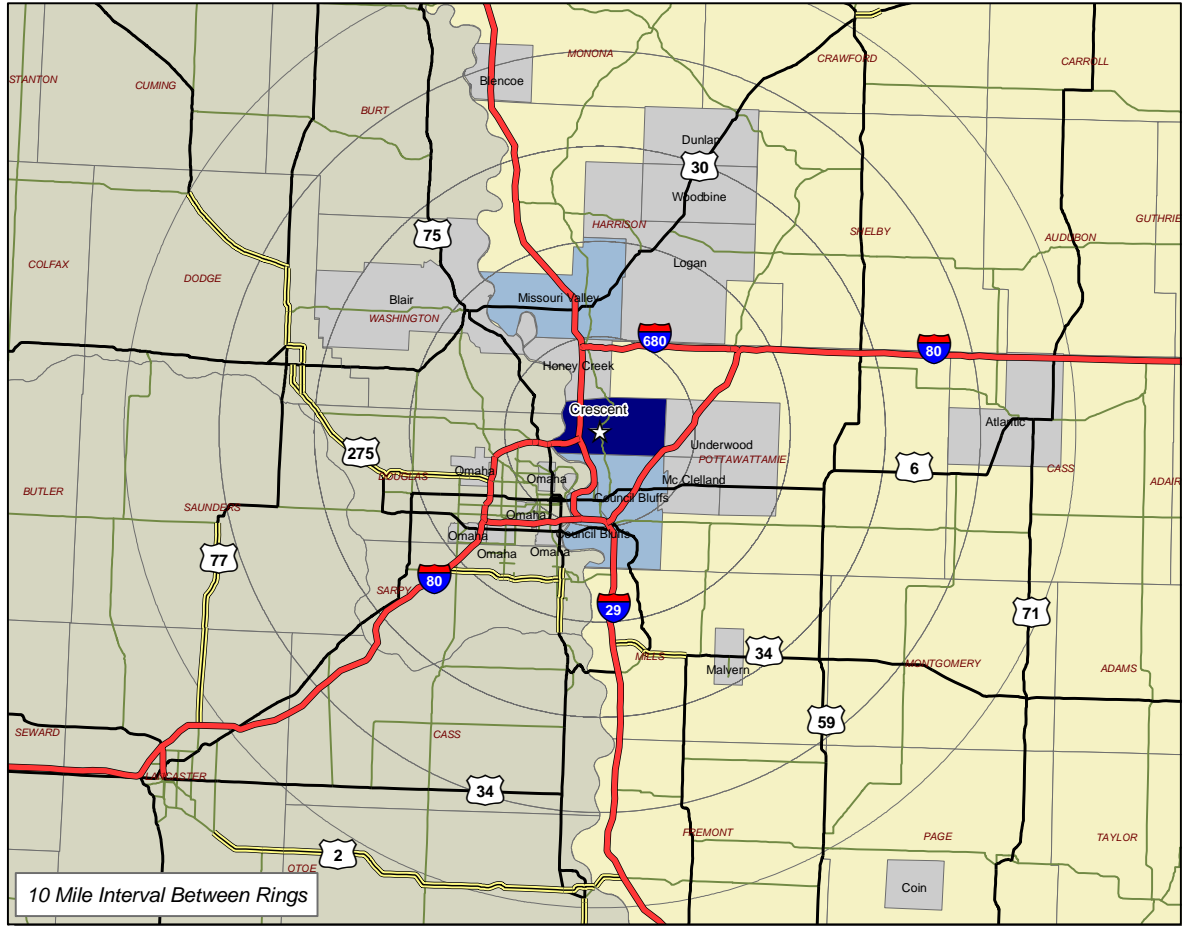 MONONA
CRAWFORD
CARROLL
STANTON
CUMING
Blencoe
BURT
Dunlap
30
Woodbine
HARRISON
GUTHRIE
75
SHELBY
AUDUBON
COLFAX
DODGE
Logan
Blair
Missouri Valley
WASHINGTON
680
80
Honey Creek
Crescent
Atlantic
275
Underwood
POTTAWATTAMIE
6
CASS
Omaha
DOUGLAS
Omaha
Mc Clelland
ADAIR
BUTLER
Council Bluffs
SAUNDERS
Omaha
Omaha
Council Bluffs
77
Omaha
Omaha
80
SARPY
29
71
MILLS
34
Malvern
MONTGOMERY
ADAMS
59
SEWARD
CASS
LANCASTER
34
FREMONT
PAGE
TAYLOR
2
OTOE
Coin
10 Mile Interval Between Rings